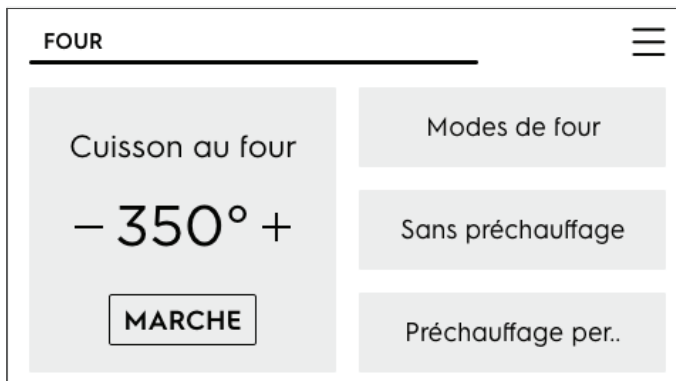 FOUR
Cuisson au four
− 350° +
MARCHE
Modes de four
Sans préchauffage
Préchauffage per..